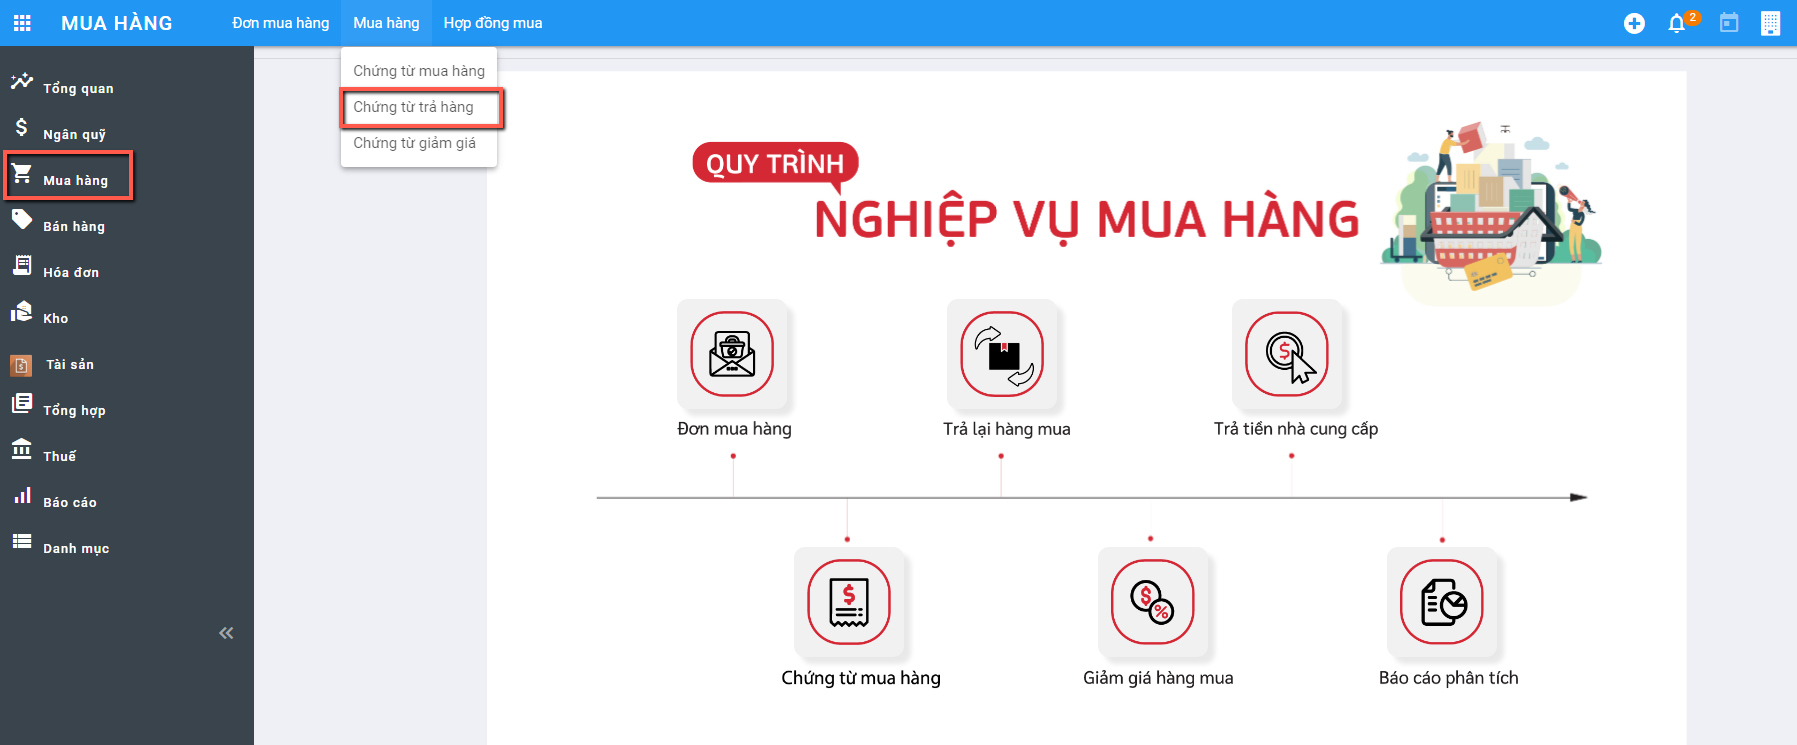 MUA HÀNG
Đơn mua hàng
Mua hàng
Hợp đồng mua
2
Chứng từ mua hàng
Chứng từ trả hàng
Chứng từ giảm giá
Tổng quan
Ngân quỹ
Mua hàng
Bán hàng
Hóa đơn
Kho
Tài sản
Tổng hợp
Thuế
Báo cáo
Danh mục
QUY TRÌNH
NGHIỆP VỤ MUA HÀNG
Đơn mua hàng
Trả lại hàng mua
Trả tiền nhà cung cấp
Chứng từ mua hàng
Giảm giá hàng mua
Báo cáo phân tích